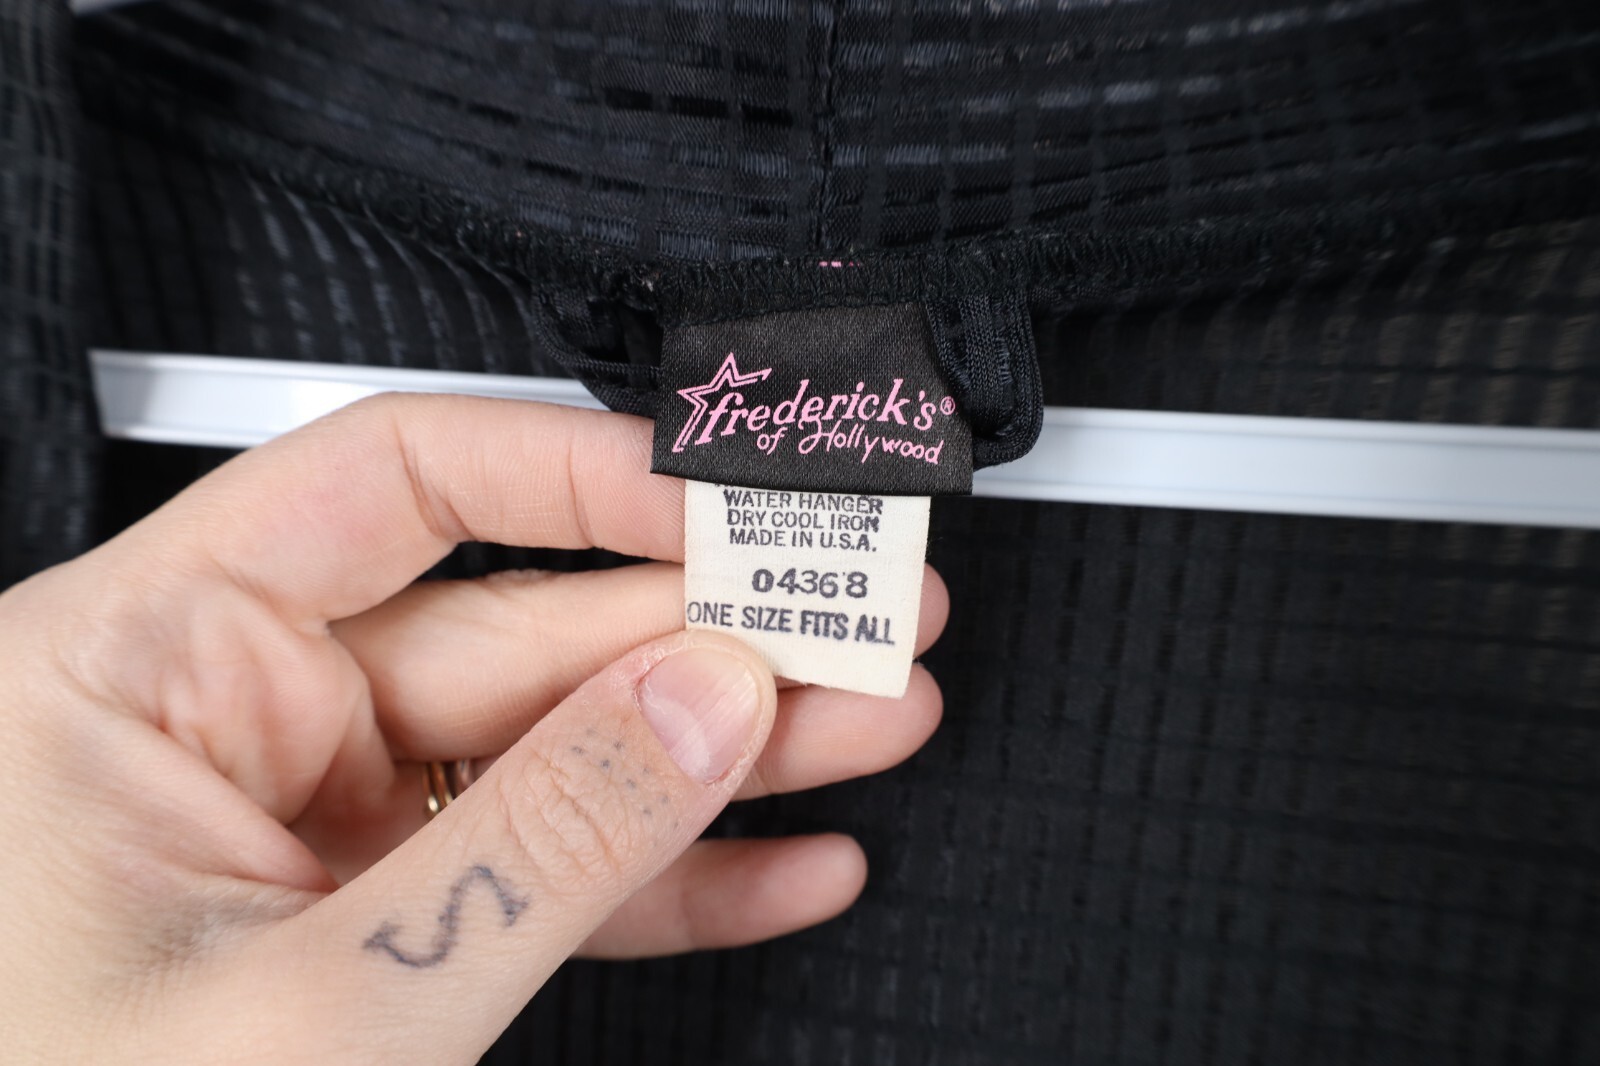 frederick's®
of Hollywood
WATER HANGER
DRY COOL IRON
MADE IN U.S.A.
04368
ONE SIZE FITS ALL
S